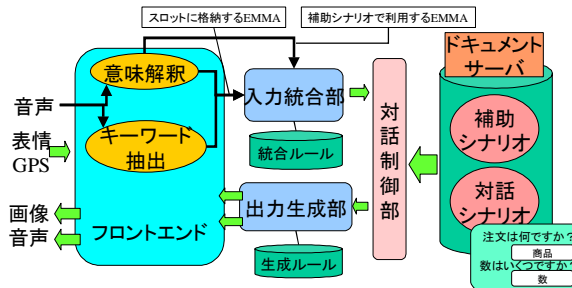 スロットに格納するEMMA
補助シナリオで利用するEMMA
ドキュメント
サーバ
意味解釈
音声
入力統合部
対話制御部
補助
シナリオ
キーワード
抽出
表情
GPS
統合ルール
対話
シナリオ
画像
音声
フロントエンド
出力生成部
生成ルール
注文は何ですか?
商品
数はいくつですか?
数